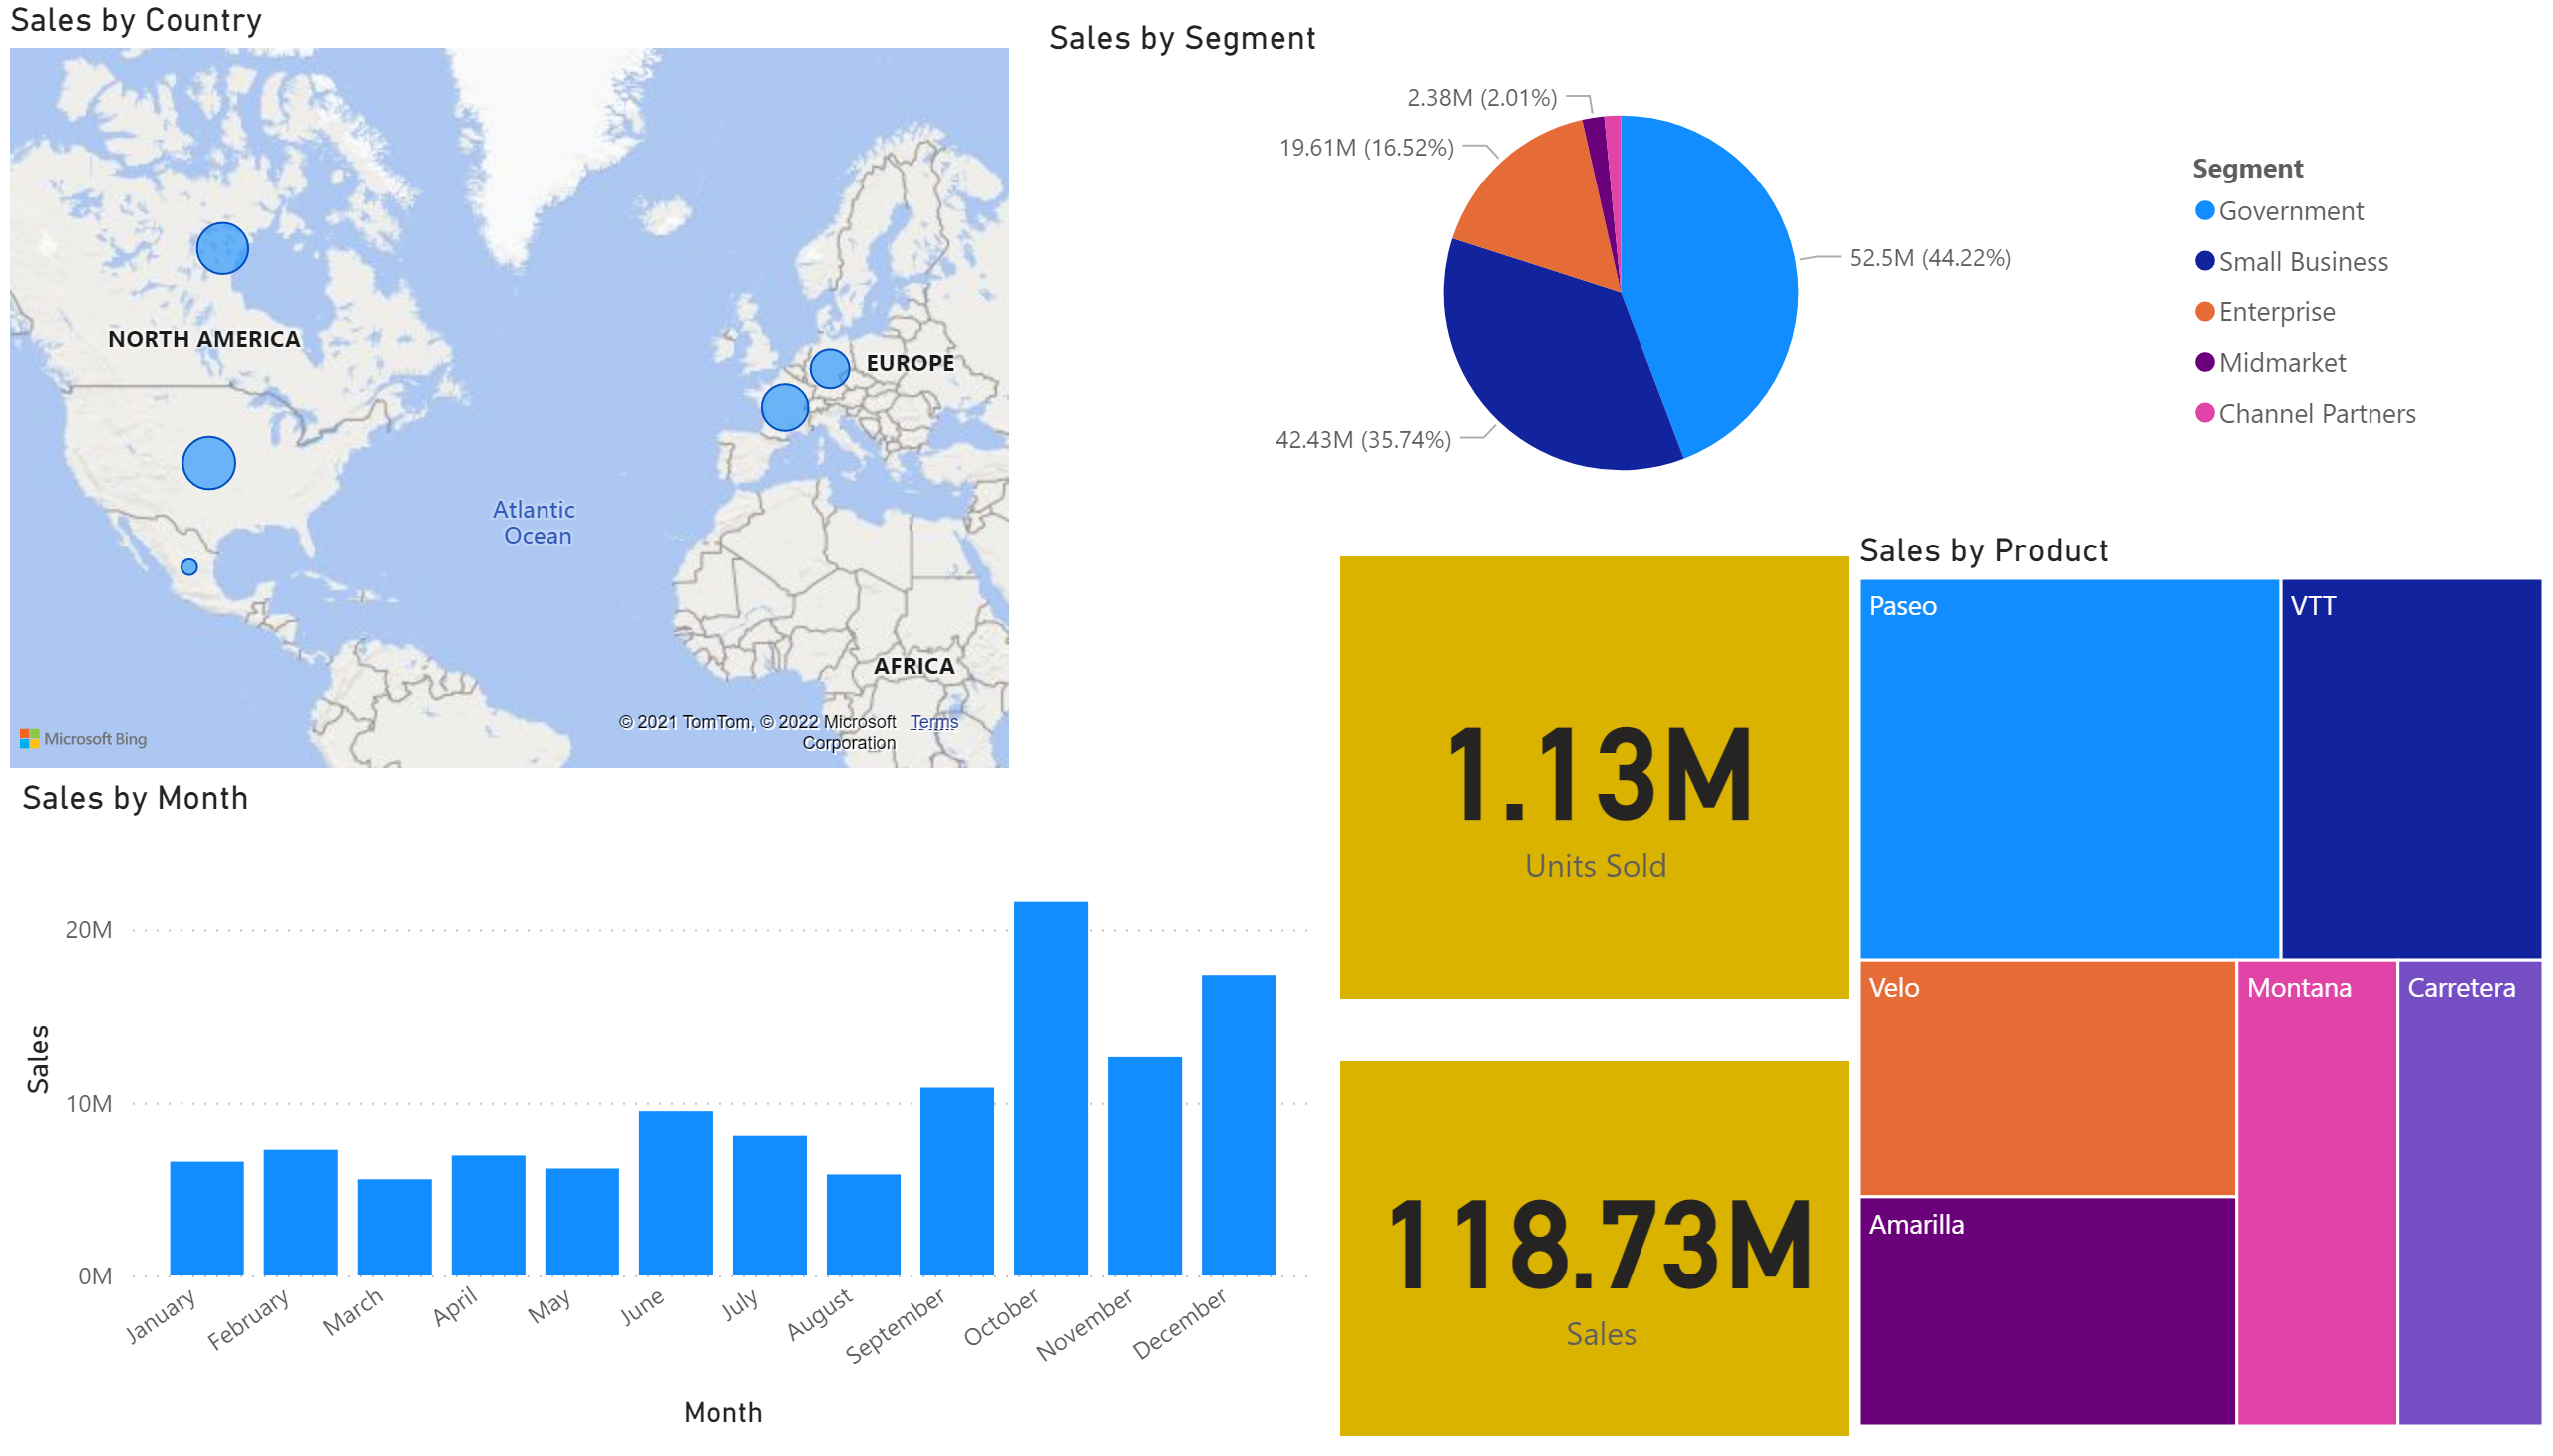 Sales by Country
NORTH AMERICA
EUROPE
Atlantic
Ocean
AFRICA
© 2021 TomTom, © 2022 Microsoft Terms
Corporation
Microsoft Bing
Sales by Segment
2.38M (2.01%)
19.61M (16.52%)
52.5M (44.22%)
42.43M (35.74%)
Segment
Government
Small Business
Enterprise
Midmarket
Channel Partners
Sales by Month
Sales
20M
10M
0M
January
February
March
April
May
June
July
August
September
October
November
December
Month
1.13M
Units Sold
118.73M
Sales
Sales by Product
Paseo
VTT
Velo
Montana
Carretera
Amarilla